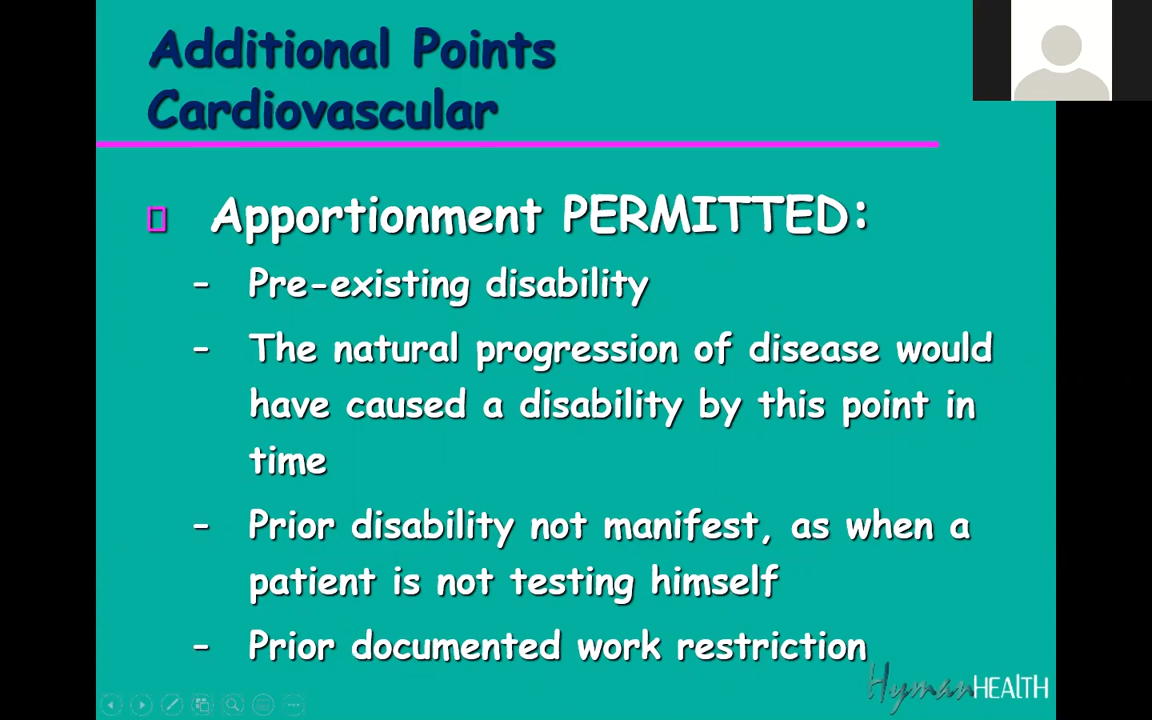 Additional Points
Cardiovascular
Apportionment PERMITTED:
- Pre-existing disability
- The natural progression of disease would
have caused a disability by this point in
time
- Prior disability not manifest, as when a
patient is not testing himself
- Prior documented work restriction
HymanHEALTH